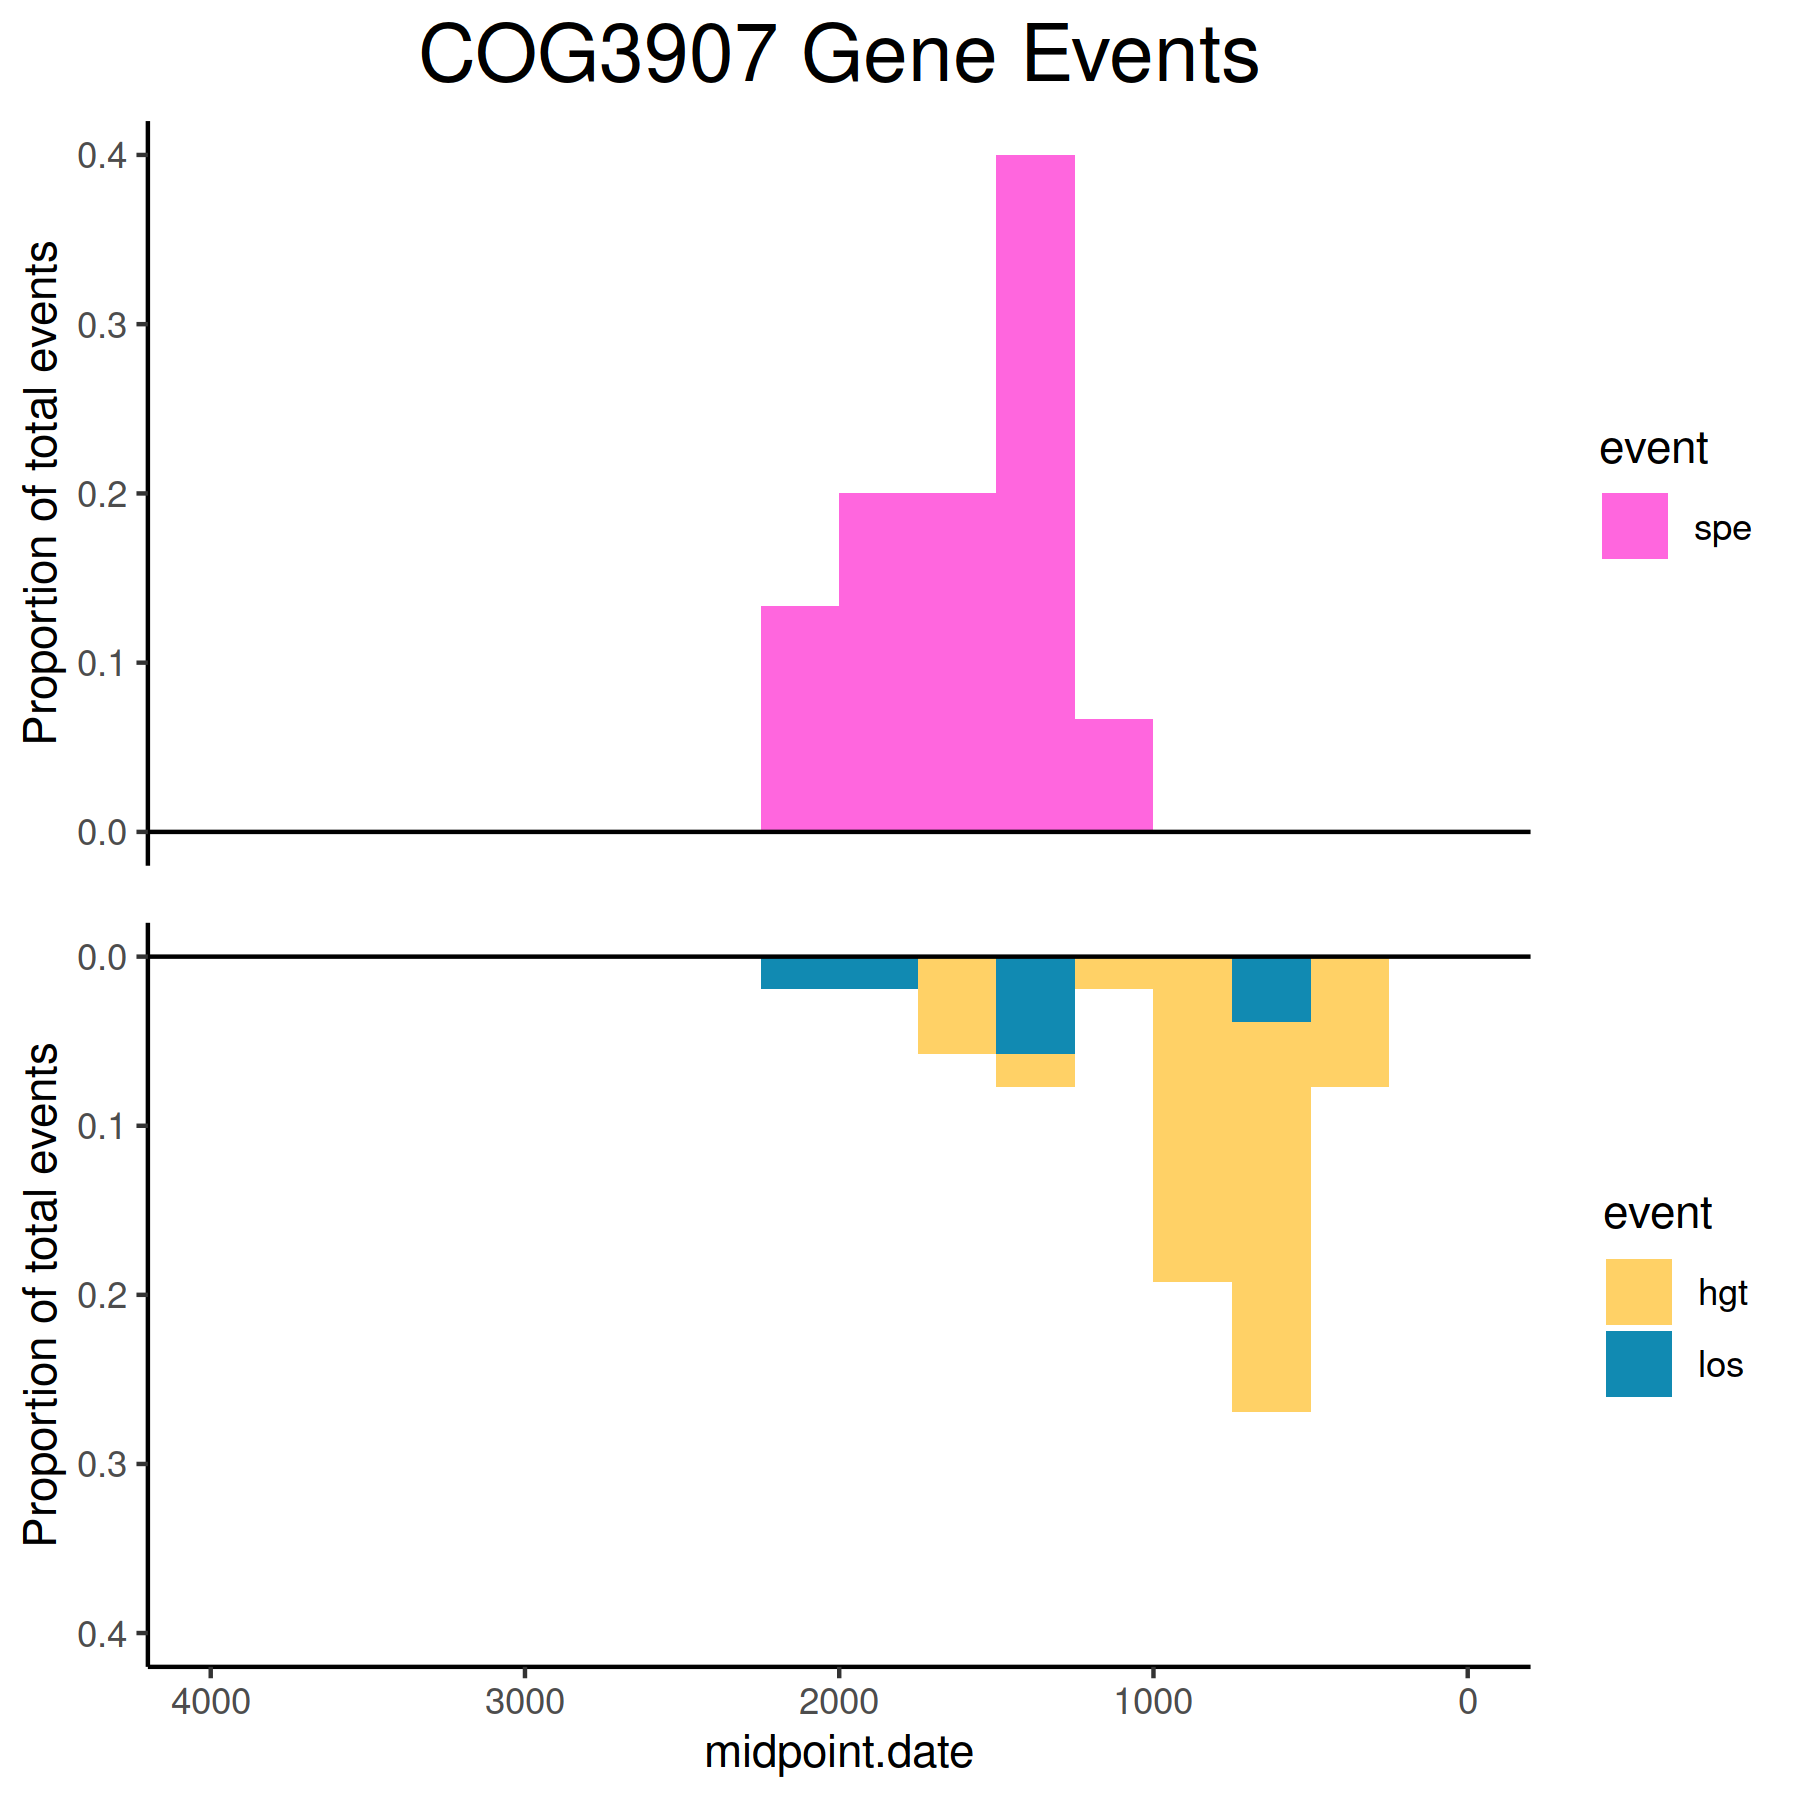 COG3907 Gene Events
Proportion of total events
0.4
0.3
0.2
0.1
0.0
event
spe
Proportion of total events
0.0
0.1
0.2
0.3
0.4
event
hgt
los
4000 3000 2000 1000 0
midpoint.date